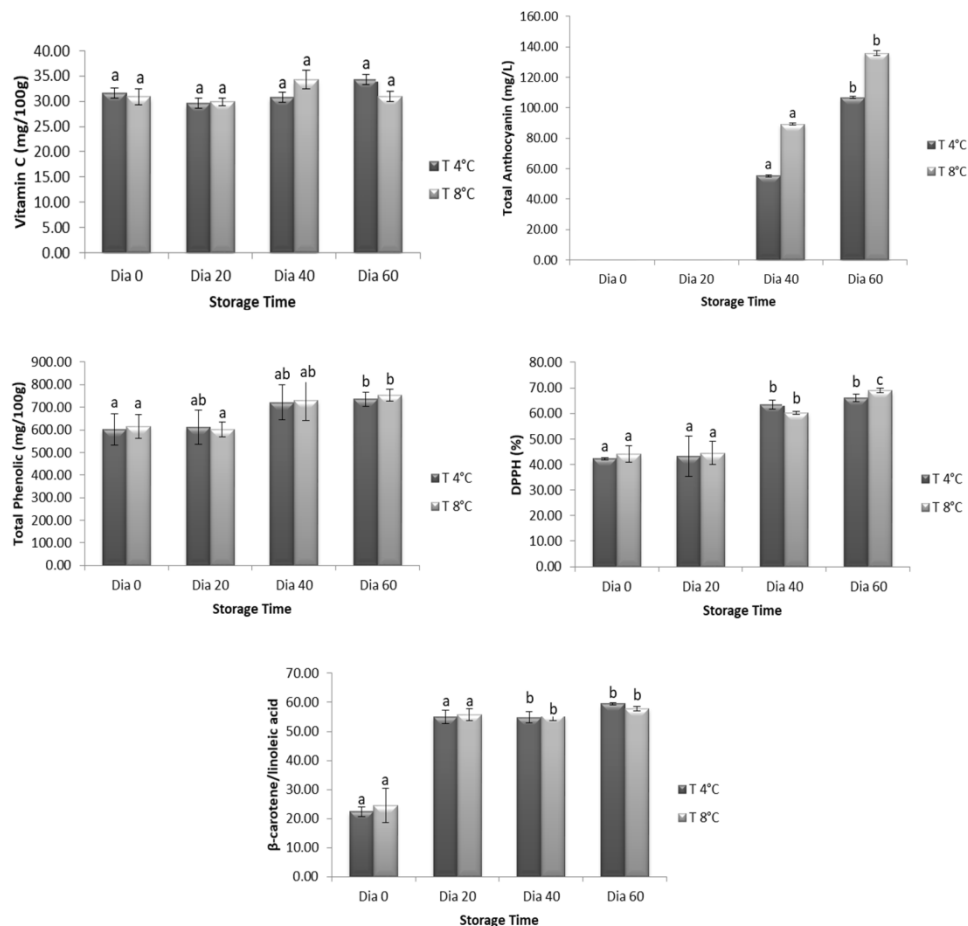 Vitamin C (mg/100g)
40.00
35.00
30.00
25.00
20.00
15.00
10.00
5.00
0.00
a a a a a a a a
Dia 0 Dia 20 Dia 40 Dia 60
Storage Time
T 4°C
T 8°C
Total Anthocyanin (mg/L)
160.00
140.00
120.00
100.00
80.00
60.00
40.00
20.00
0.00
a a b b
Dia 0 Dia 20 Dia 40 Dia 60
Storage Time
T 4°C
T 8°C
Total Phenolic (mg/100g)
900.00
800.00
700.00
600.00
500.00
400.00
300.00
200.00
100.00
0.00
a a ab a ab ab b b
Dia 0 Dia 20 Dia 40 Dia 60
Storage Time
T 4°C
T 8°C
DPPH (%)
80.00
70.00
60.00
50.00
40.00
30.00
20.00
10.00
0.00
a a a a b b b c
Dia 0 Dia 20 Dia 40 Dia 60
Storage Time
T 4°C
T 8°C
β-carotene/linoleic acid
70.00
60.00
50.00
40.00
30.00
20.00
10.00
0.00
a a a a b b b b
Dia 0 Dia 20 Dia 40 Dia 60
Storage Time
T 4°C
T 8°C